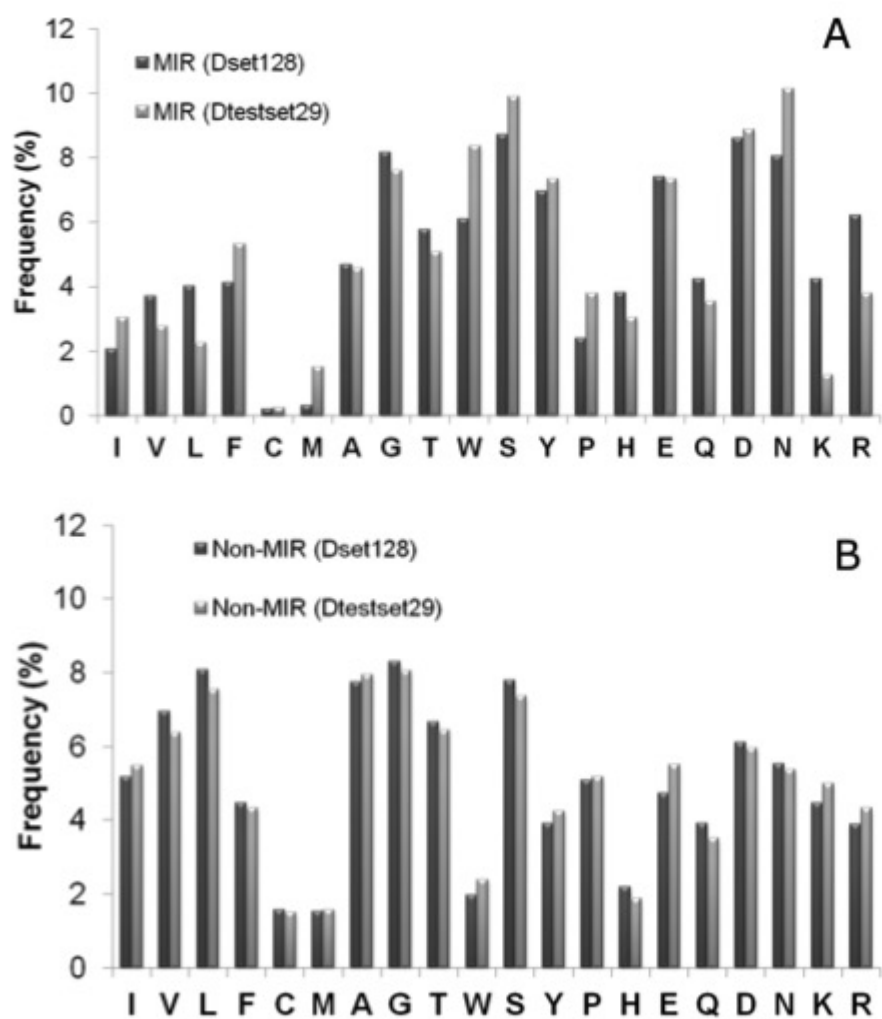 A
12
MIR (Dset128)
10
MIR (Dtestset29)
8
6
4
2
0
Frequency (%)
I V L F C M A G T W S Y P H E Q D N K R
B
12
Non-MIR (Dset128)
10
Non-MIR (Dtestset29)
8
6
4
2
0
Frequency (%)
I V L F C M A G T W S Y P H E Q D N K R